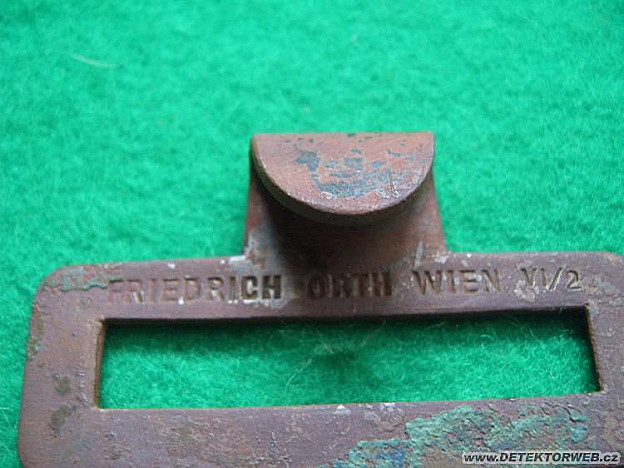 FRIEDRICH ORTH WIEN VI/2
www.DETEKTORWEB.cz